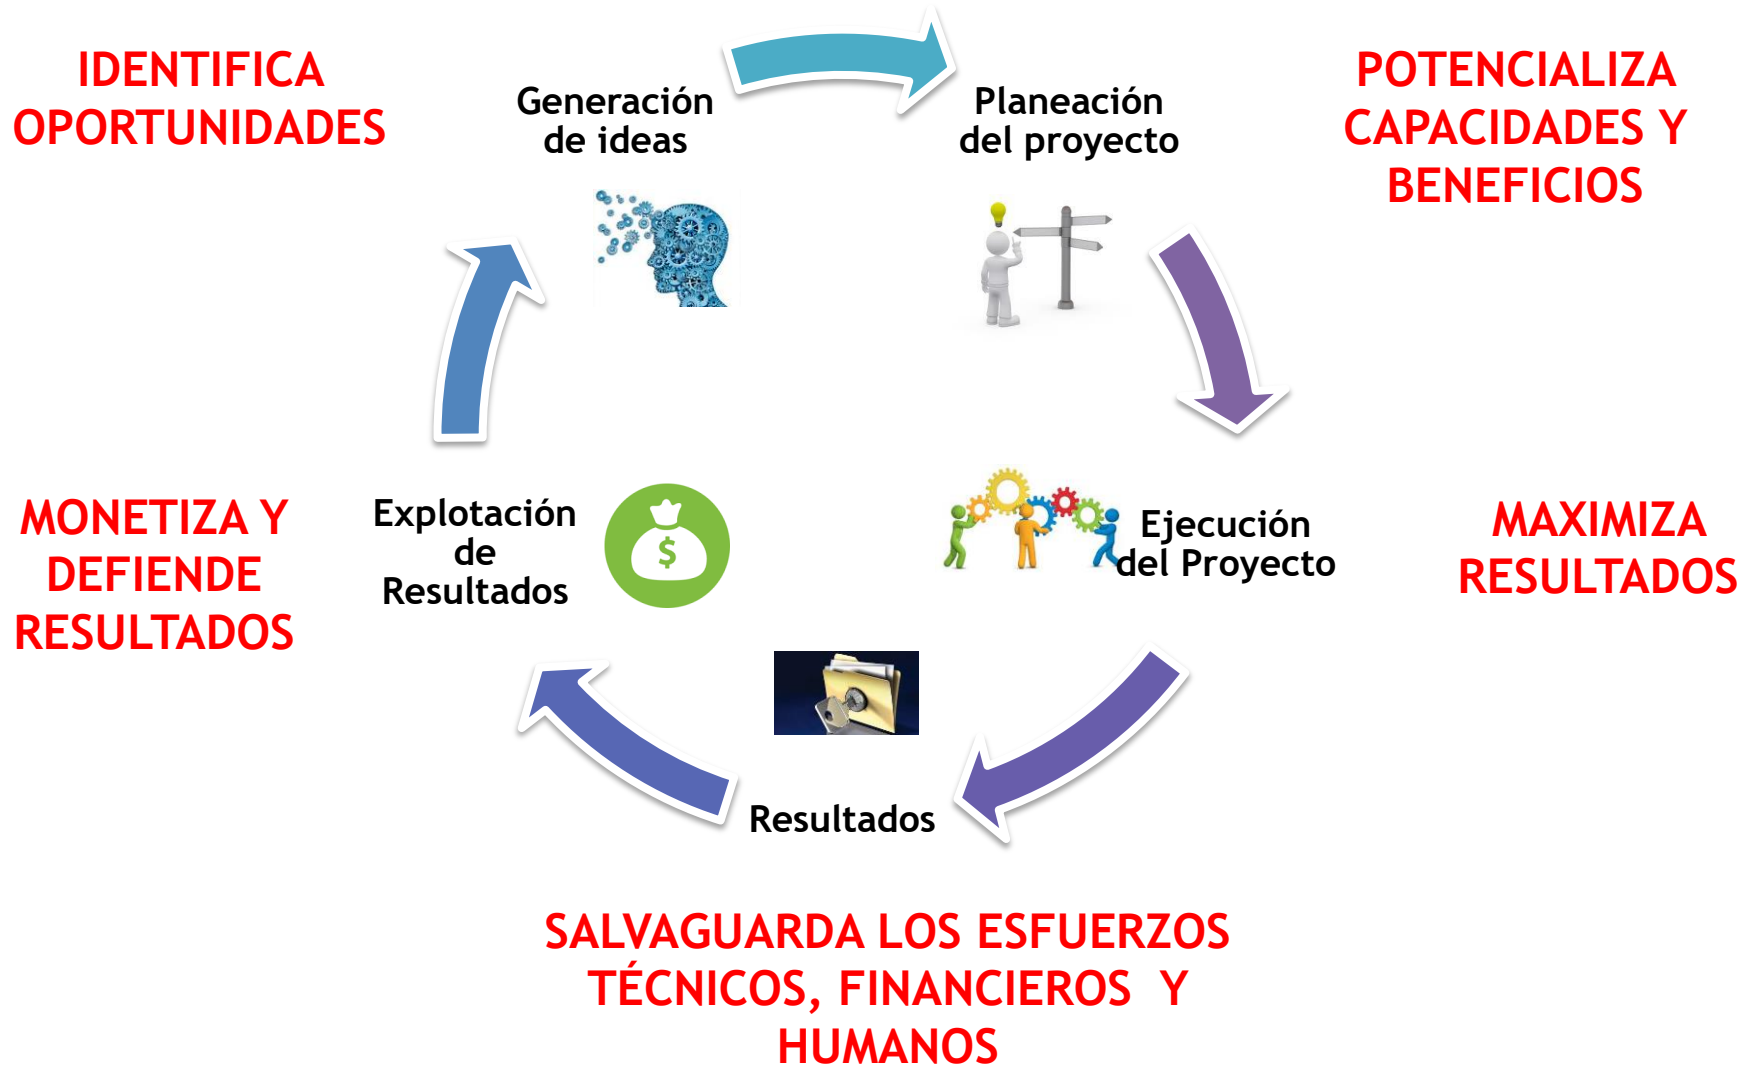 IDENTIFICA
OPORTUNIDADES
Generación
de ideas
Planeación
del proyecto
POTENCIALIZA
CAPACIDADES Y
BENEFICIOS
MONETIZA Y
DEFIENDE
RESULTADOS
Explotación
de
Resultados
$
Ejecución
del Proyecto
MAXIMIZA
RESULTADOS
Resultados
SALVAGUARDA LOS ESFUERZOS
TÉCNICOS, FINANCIEROS Y
HUMANOS